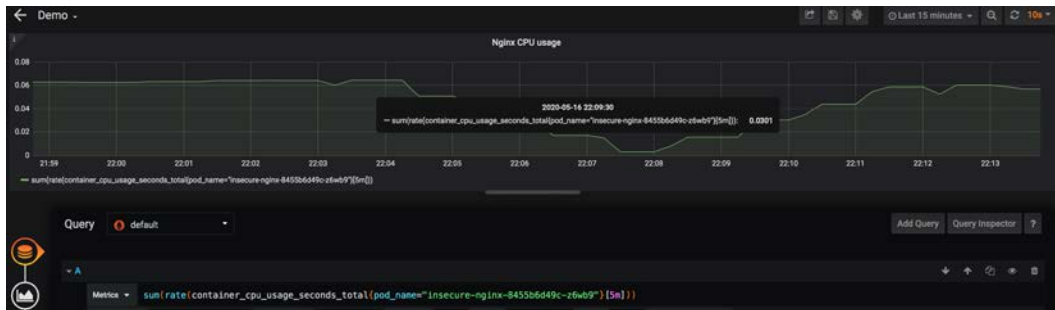 Demo
Last 15 minutes
10s
i
Nginx CPU usage
0.08
0.06
0.04
0.02
0
2020-05-16 22:09:30
sum(rate(container_cpu_usage_seconds_total{pod_name="insecure-nginx-8455b6d49c-z6wb9"}[5m])): 0.0301
21:59 22:00 22:01 22:02 22:03 22:04 22:05 22:06 22:07 22:08 22:09 22:10 22:11 22:12 22:13
sum(rate(container_cpu_usage_seconds_total{pod_name="insecure-nginx-8455b6d49c-z6wb9"}[5m]))
Query default Add Query Query Inspector ?
A
Metrics sum(rate(container_cpu_usage_seconds_total{pod_name="insecure-nginx-8455b6d49c-z6wb9"}[5m]))